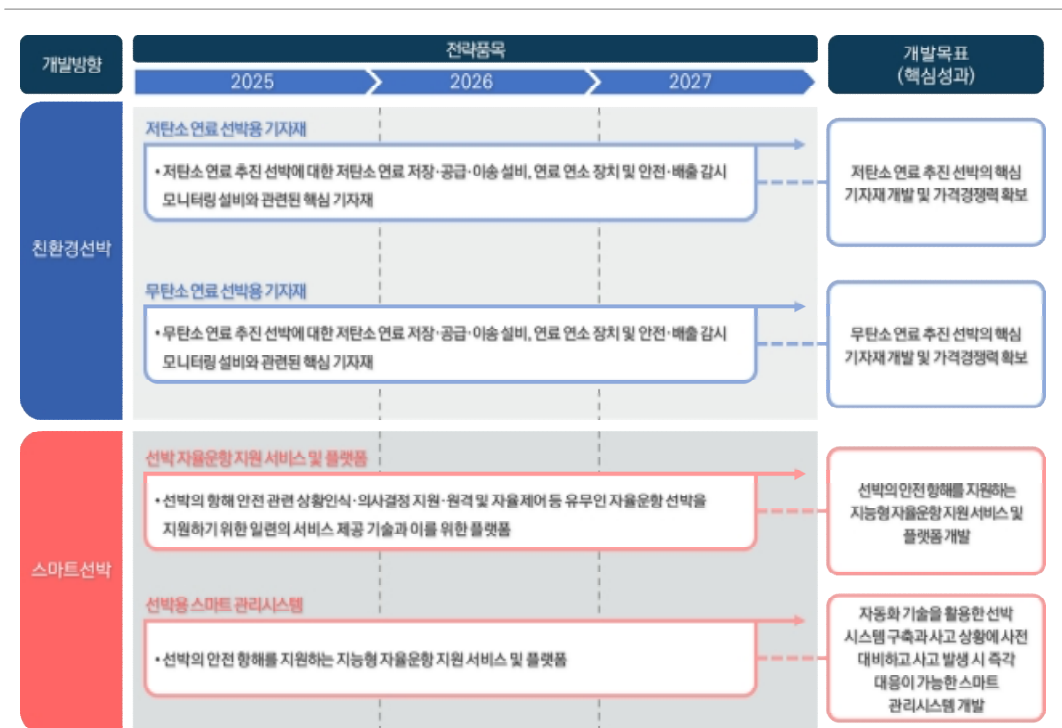 개발방향
전략품목
개발목표
(핵심성과)
2025
2026
2027
친환경선박
저탄소 연료 선박용 기자재
• 저탄소 연료 추진 선박에 대한 저탄소 연료 저장·공급·이송 설비, 연료 연소 장치 및 안전·배출 감시
모니터링 설비와 관련된 핵심 기자재
저탄소 연료 추진 선박의 핵심
기자재 개발 및 가격경쟁력 확보
무탄소 연료 선박용 기자재
• 무탄소 연료 추진 선박에 대한 저탄소 연료 저장·공급·이송 설비, 연료 연소 장치 및 안전·배출 감시
모니터링 설비와 관련된 핵심 기자재
무탄소 연료 추진 선박의 핵심
기자재 개발 및 가격경쟁력 확보
스마트선박
선박 자율운항 지원 서비스 및 플랫폼
• 선박의 항해 안전 관련 상황인식·의사결정 지원·원격 및 자율제어 등 유무인 자율운항 선박을
지원하기 위한 일련의 서비스 제공 기술과 이를 위한 플랫폼
선박의 안전 항해를 지원하는
지능형 자율운항 지원 서비스 및
플랫폼 개발
선박용 스마트 관리시스템
• 선박의 안전 항해를 지원하는 지능형 자율운항 지원 서비스 및 플랫폼
자동화 기술을 활용한 선박
시스템 구축과 사고 상황에 사전
대비하고 사고 발생 시 즉각
대응이 가능한 스마트
관리시스템 개발